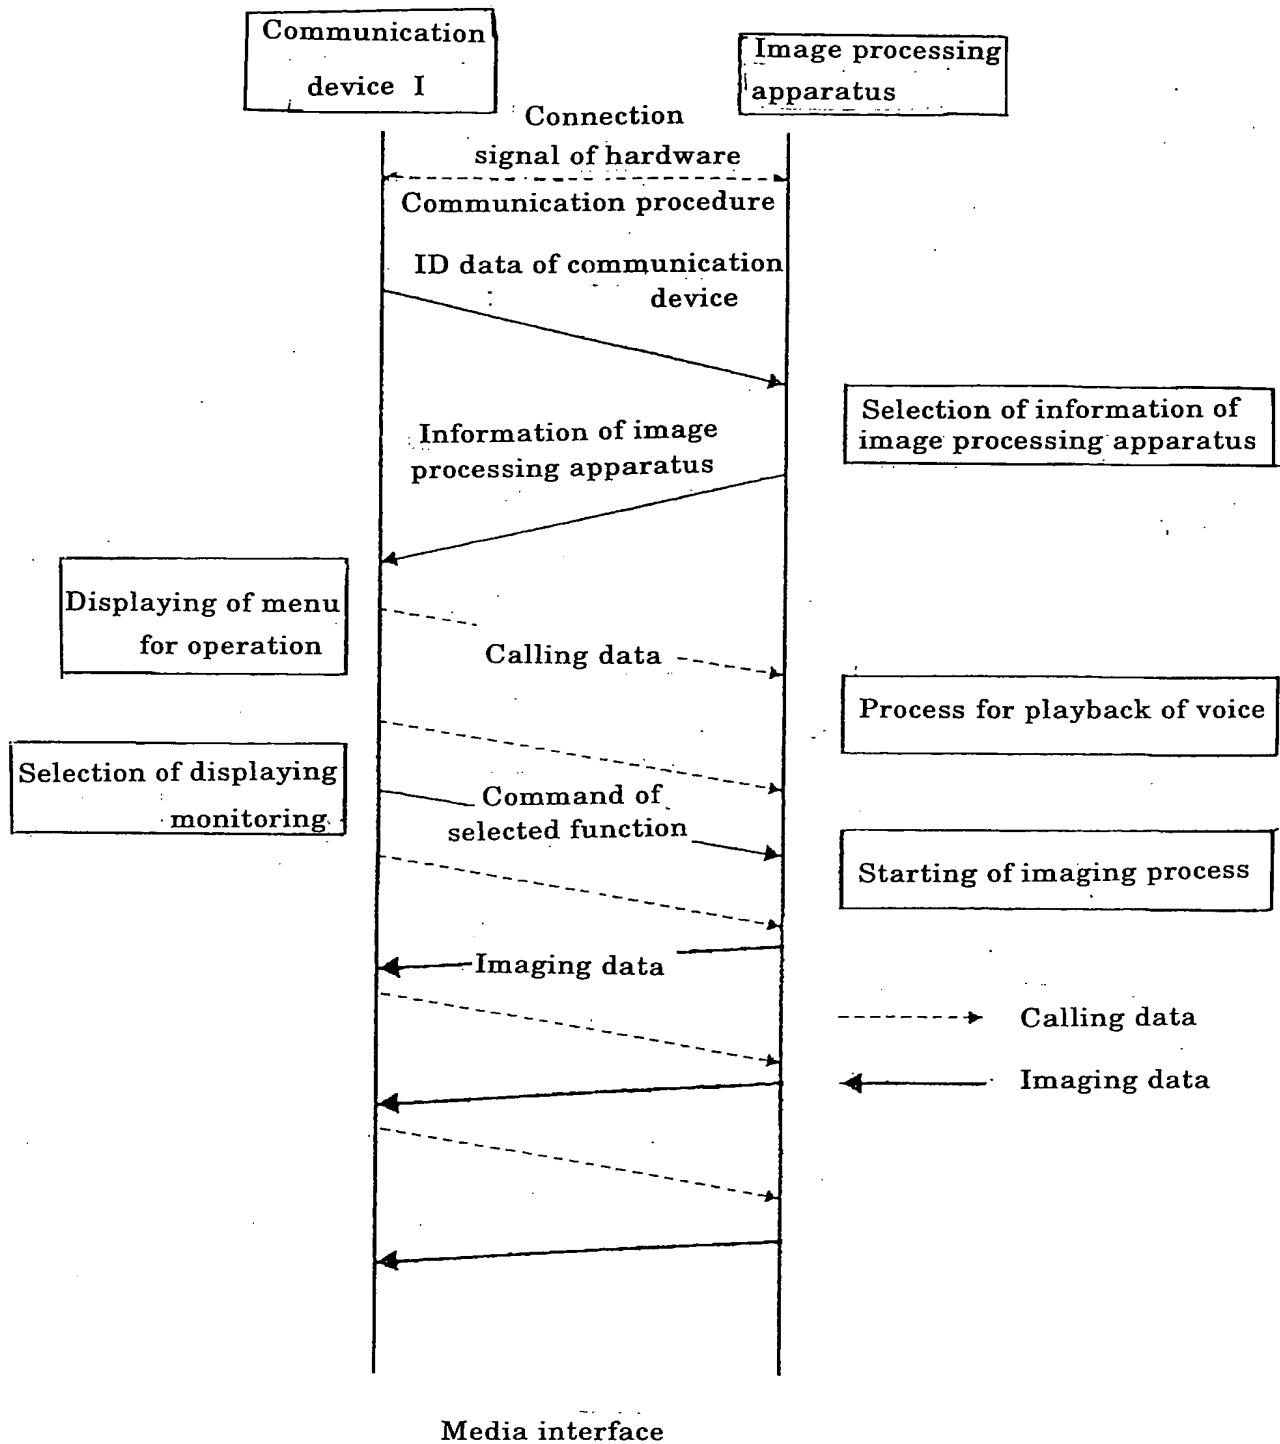 Communication
device I
Image processing
apparatus
Connection
signal of hardware
Communication procedure
ID data of communication
device
Selection of information of
image processing apparatus
Information of image
processing apparatus
Displaying of menu
for operation
Calling data
Process for playback of voice
Selection of displaying
monitoring
Command of
selected function
Starting of imaging process
Imaging data
Calling data
Imaging data
Media interface